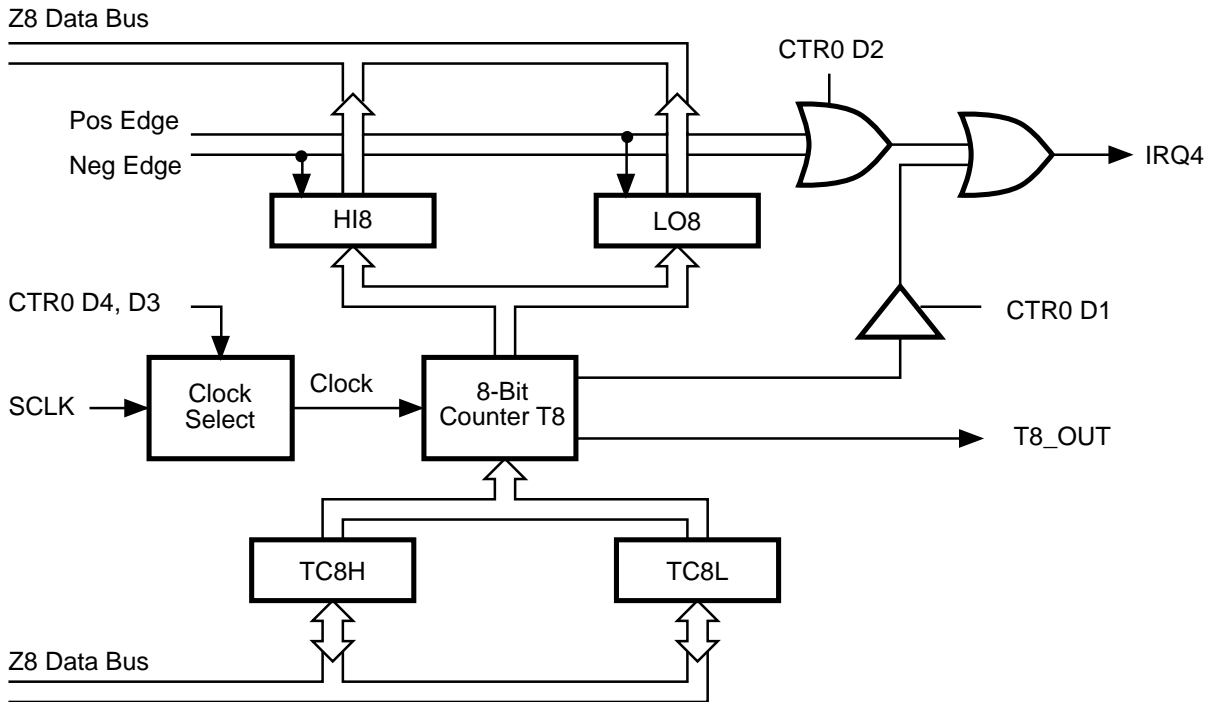 Z8 Data Bus
CTR0 D2
Pos Edge
Neg Edge
IRQ4
HI8
LO8
CTR0 D4, D3
CTR0 D1
Clock
Select
Clock
8-Bit
Counter T8
SCLK
T8_OUT
TC8H
TC8L
Z8 Data Bus